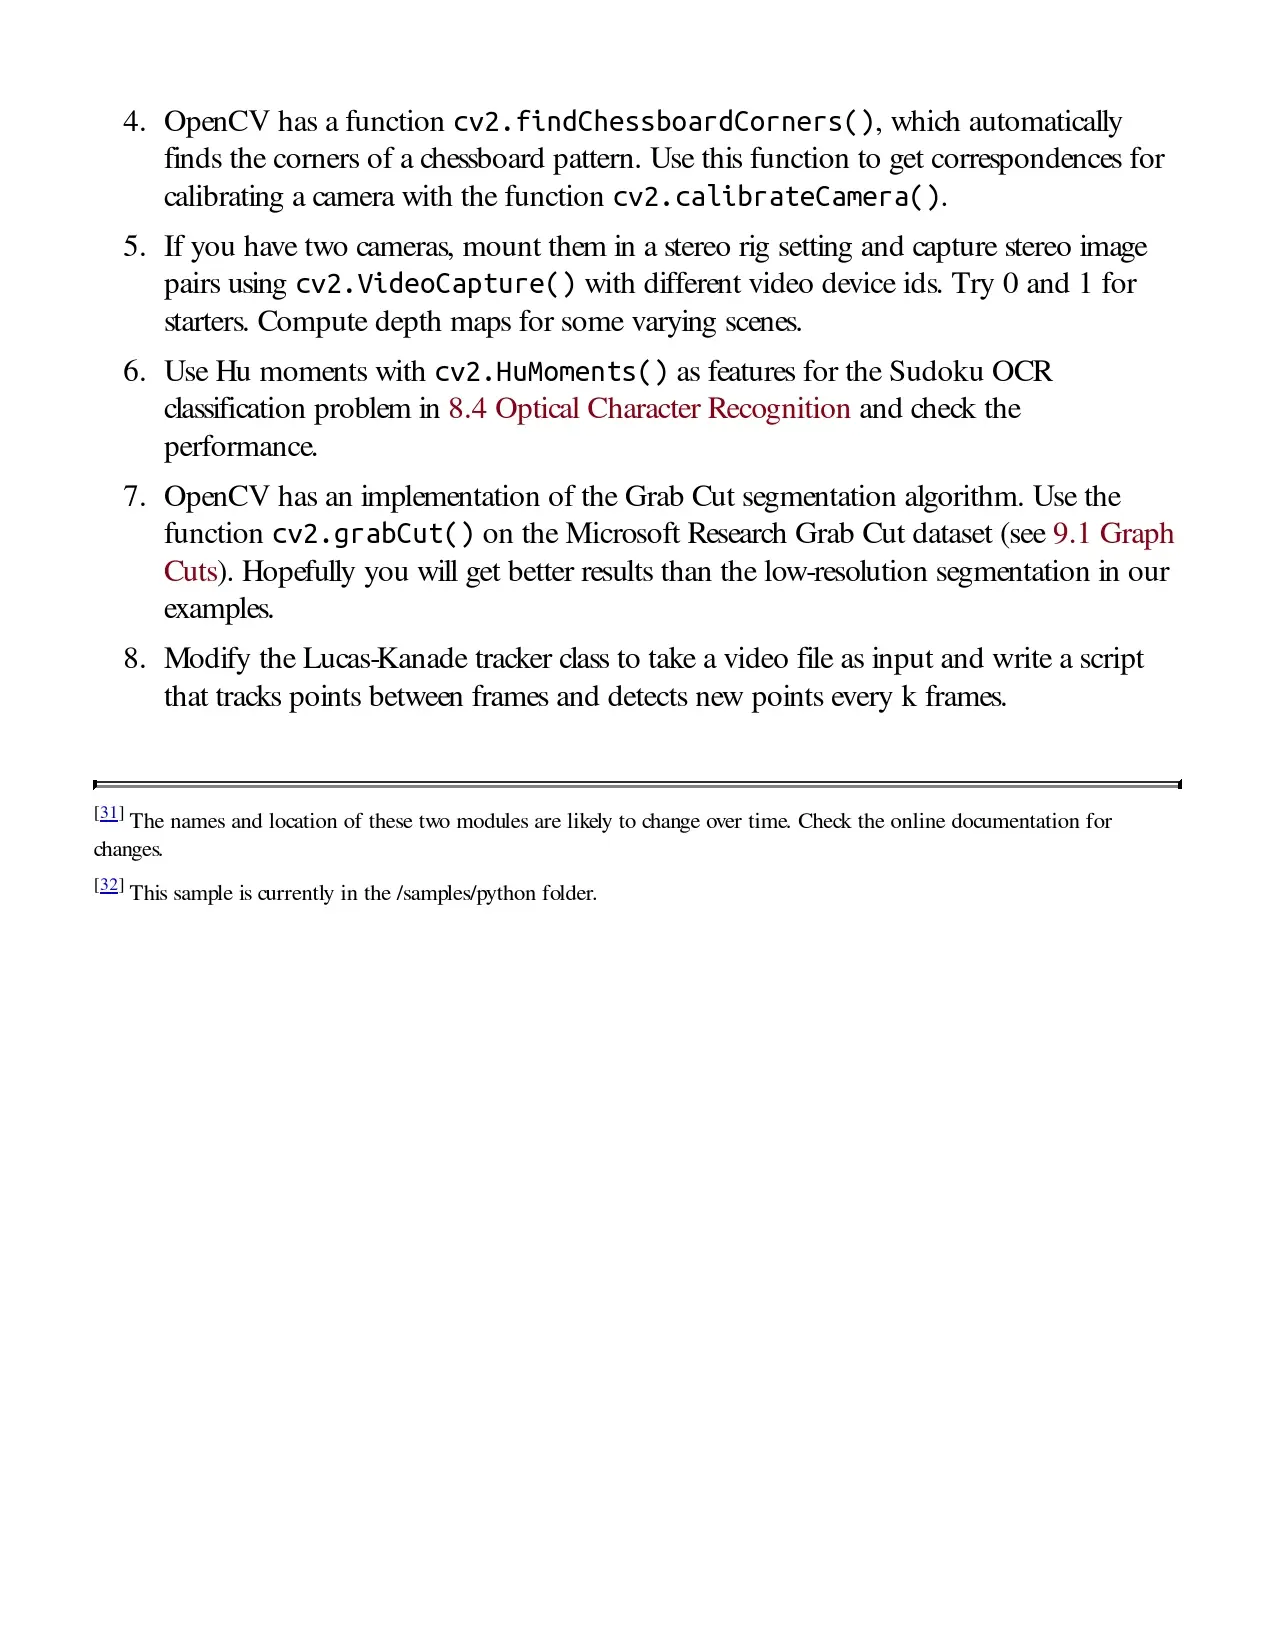 4. OpenCV has a function cv2.findChessboardCorners(), which automatically
finds the corners of a chessboard pattern. Use this function to get correspondences for
calibrating a camera with the function cv2.calibrateCamera().
5. If you have two cameras, mount them in a stereo rig setting and capture stereo image
pairs using cv2.VideoCapture() with different video device ids. Try 0 and 1 for
starters. Compute depth maps for some varying scenes.
6. Use Hu moments with cv2.HuMoments() as features for the Sudoku OCR
classification problem in 8.4 Optical Character Recognition and check the
performance.
7. OpenCV has an implementation of the Grab Cut segmentation algorithm. Use the
function cv2.grabCut() on the Microsoft Research Grab Cut dataset (see 9.1 Graph
Cuts). Hopefully you will get better results than the low-resolution segmentation in our
examples.
8. Modify the Lucas-Kanade tracker class to take a video file as input and write a script
that tracks points between frames and detects new points every k frames.
[31] The names and location of these two modules are likely to change over time. Check the online documentation for
changes.
[32] This sample is currently in the /samples/python folder.